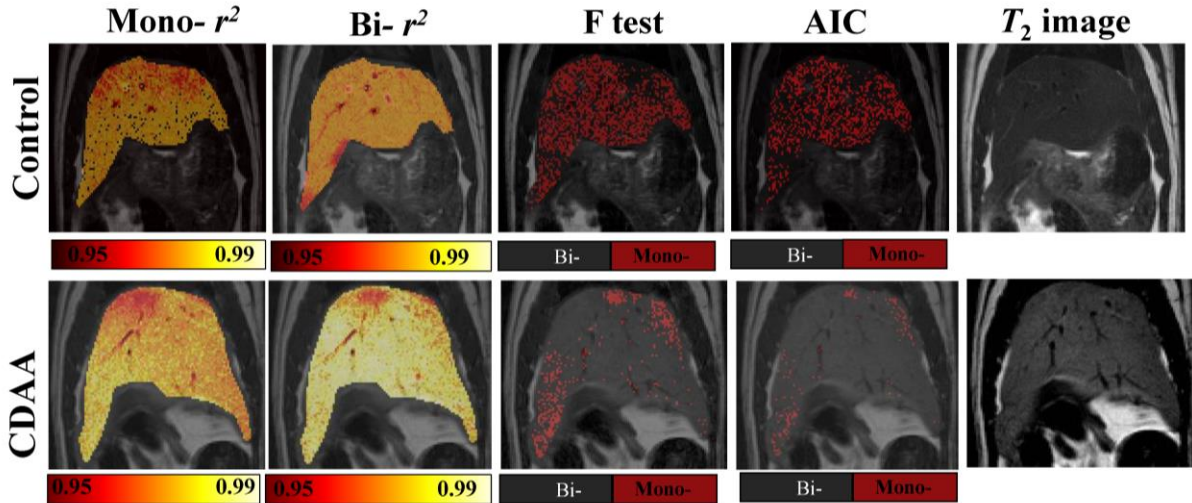 Mono- r² Bi- r² F test AIC T₂ image
Control
0.95 0.99 0.95 0.99 Bi- Mono- Bi- Mono-
CDAA
0.95 0.99 0.95 0.99 Bi- Mono- Bi- Mono-